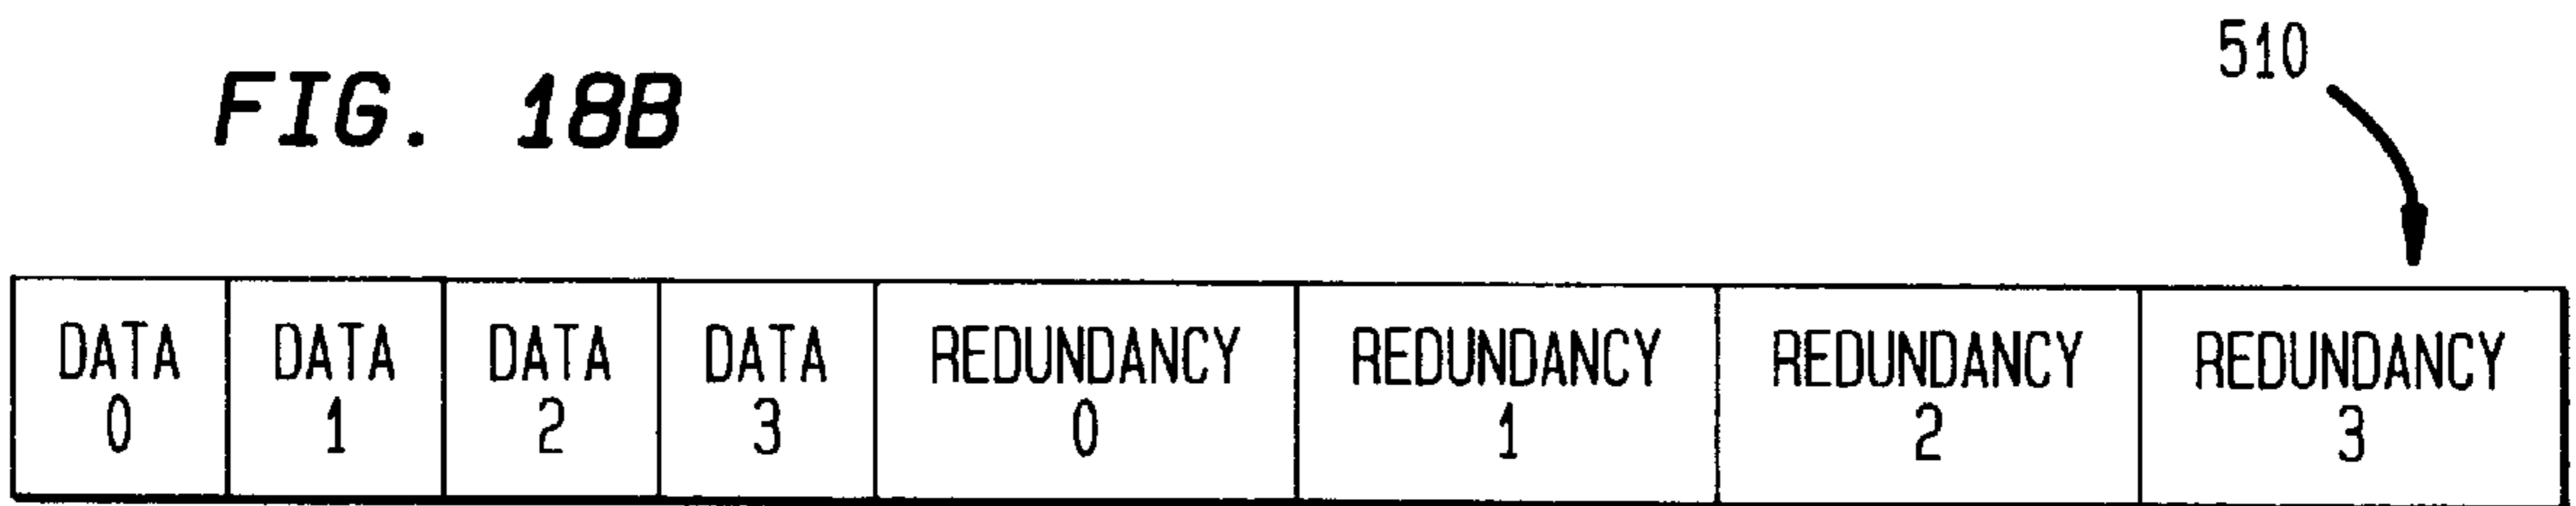 FIG. 18B
510
DATA 0
DATA 1
DATA 2
DATA 3
REDUNDANCY 0
REDUNDANCY 1
REDUNDANCY 2
REDUNDANCY 3